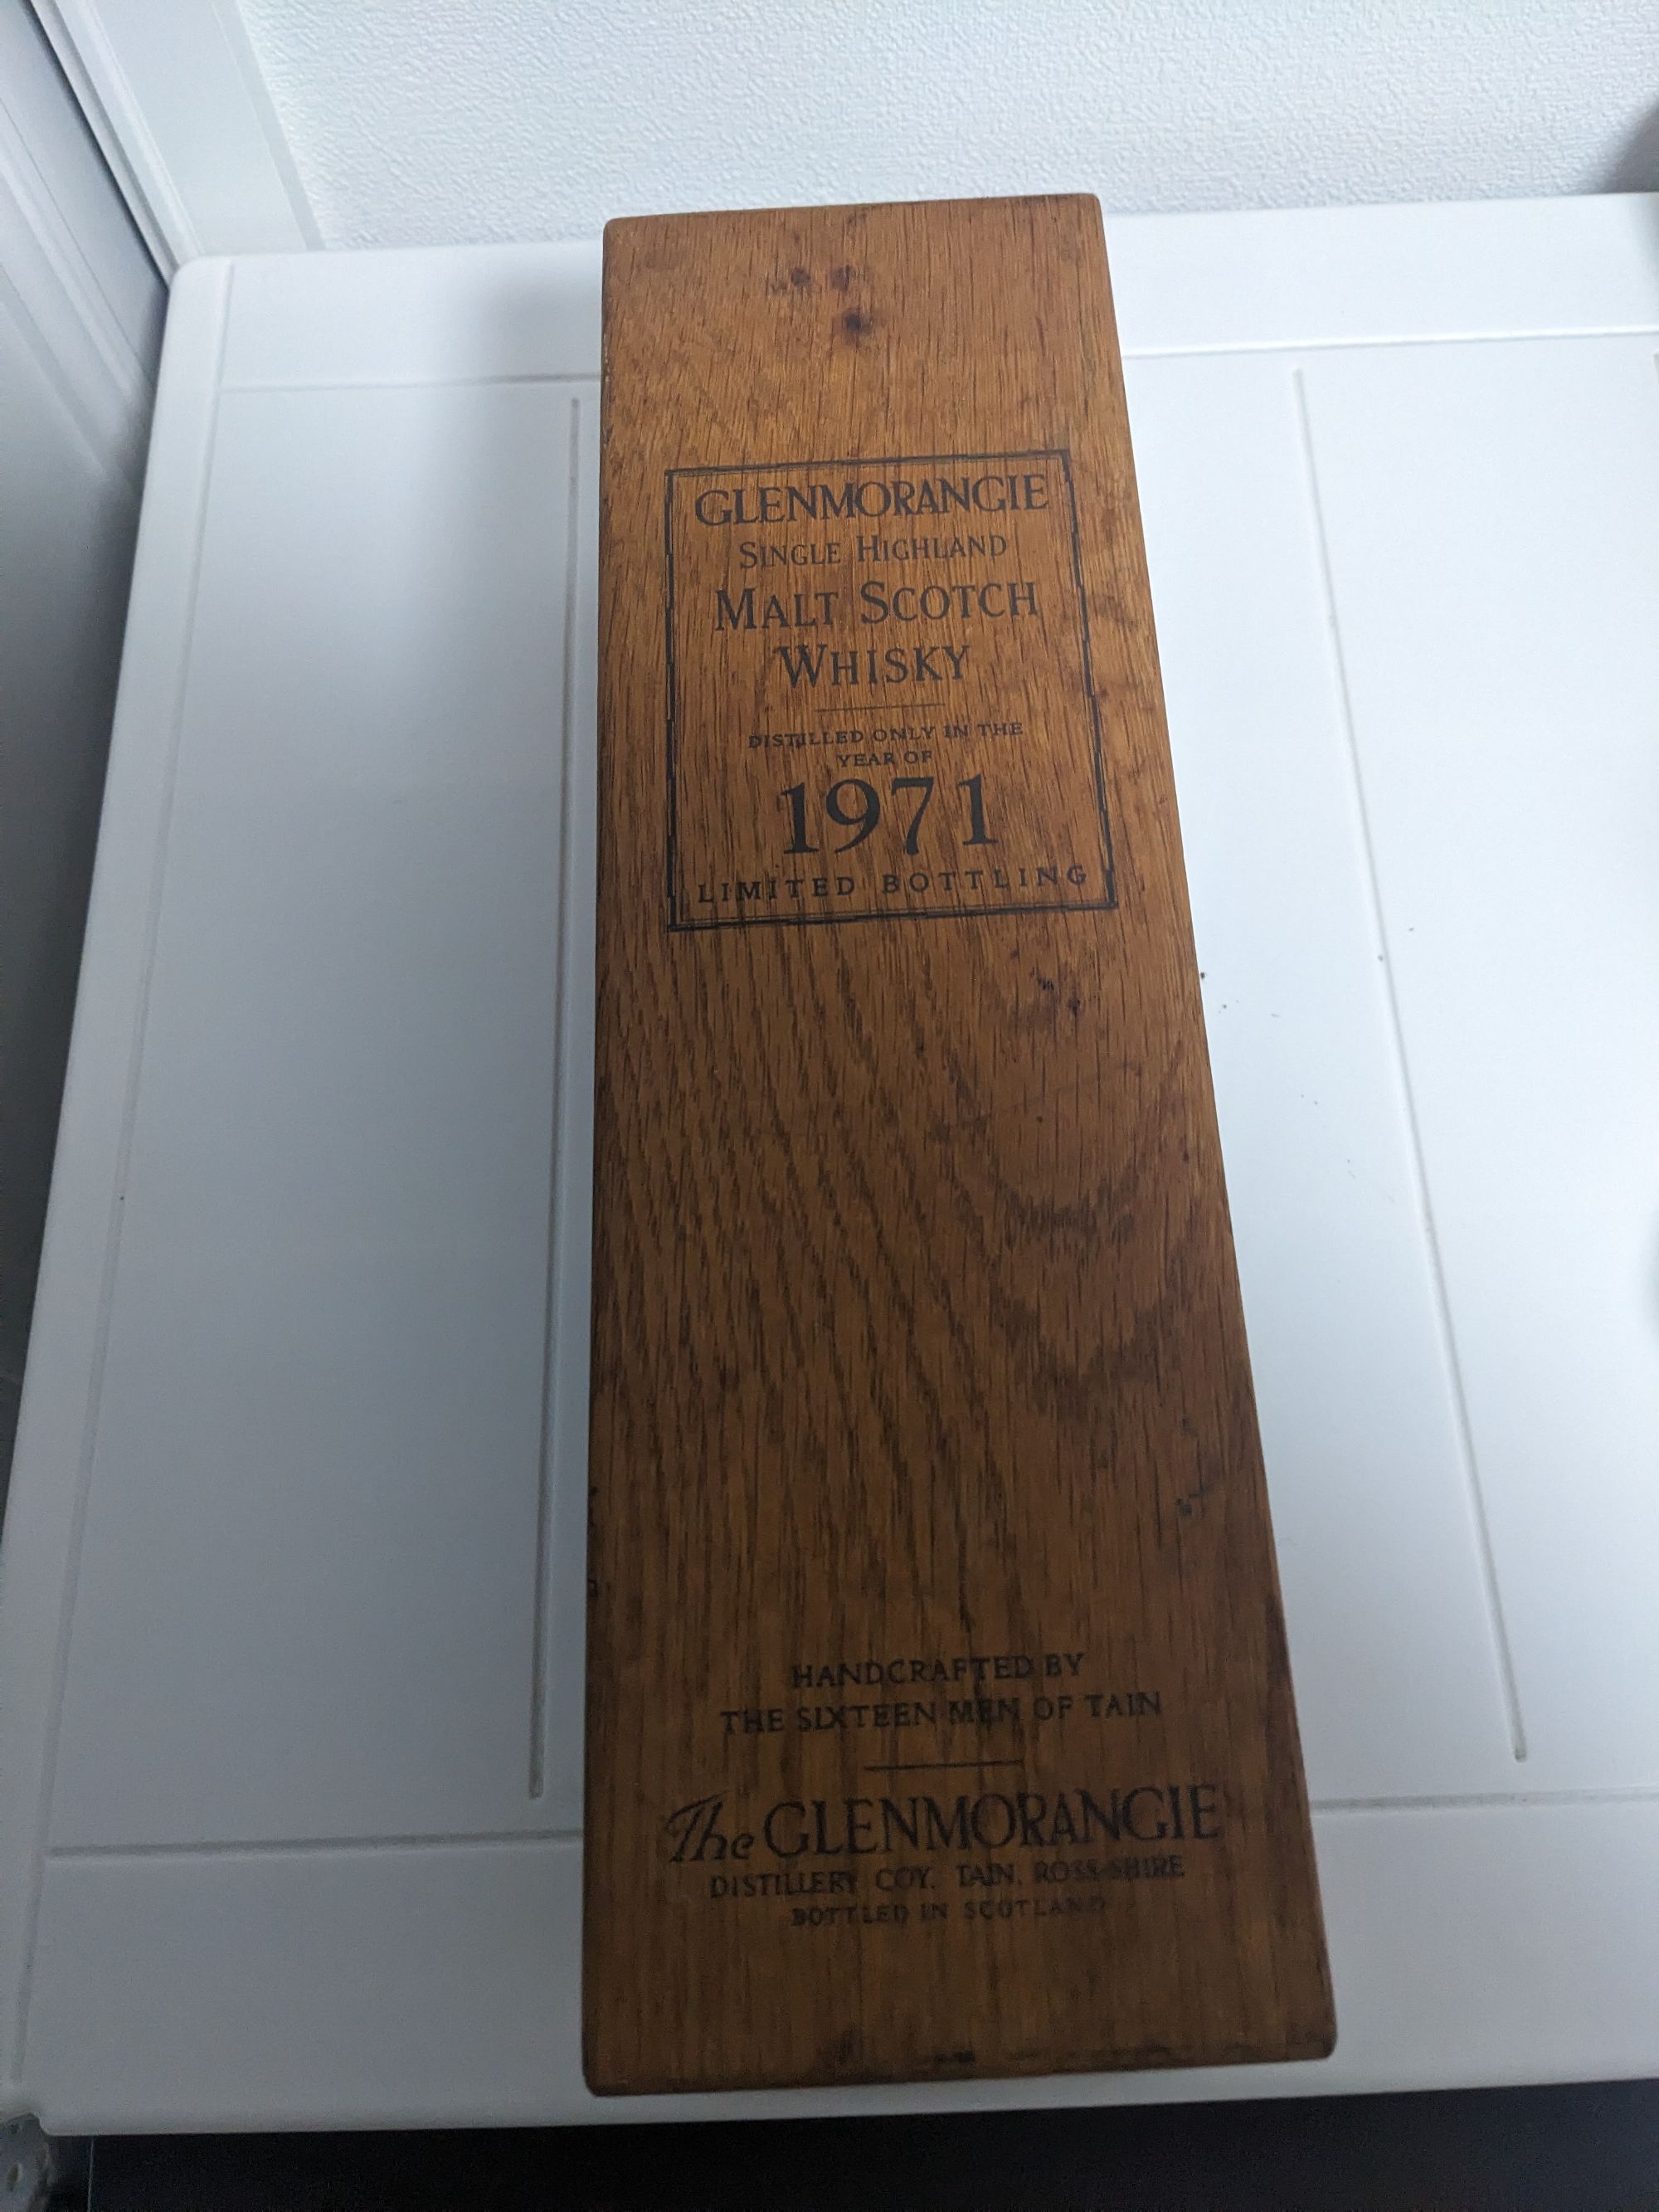 GLENMORANGIE
SINGLE HIGHLAND
MALT SCOTCH
WHISKY
DISTILLED ONLY IN THE
YEAR OF
1971
LIMITED BOTTLING
HANDCRAFTED BY
THE SIXTEEN MEN OF TAIN
The GLENMORANGIE
DISTILLERY COY. TAIN, ROSS-SHIRE
BOTTLED IN SCOTLAND